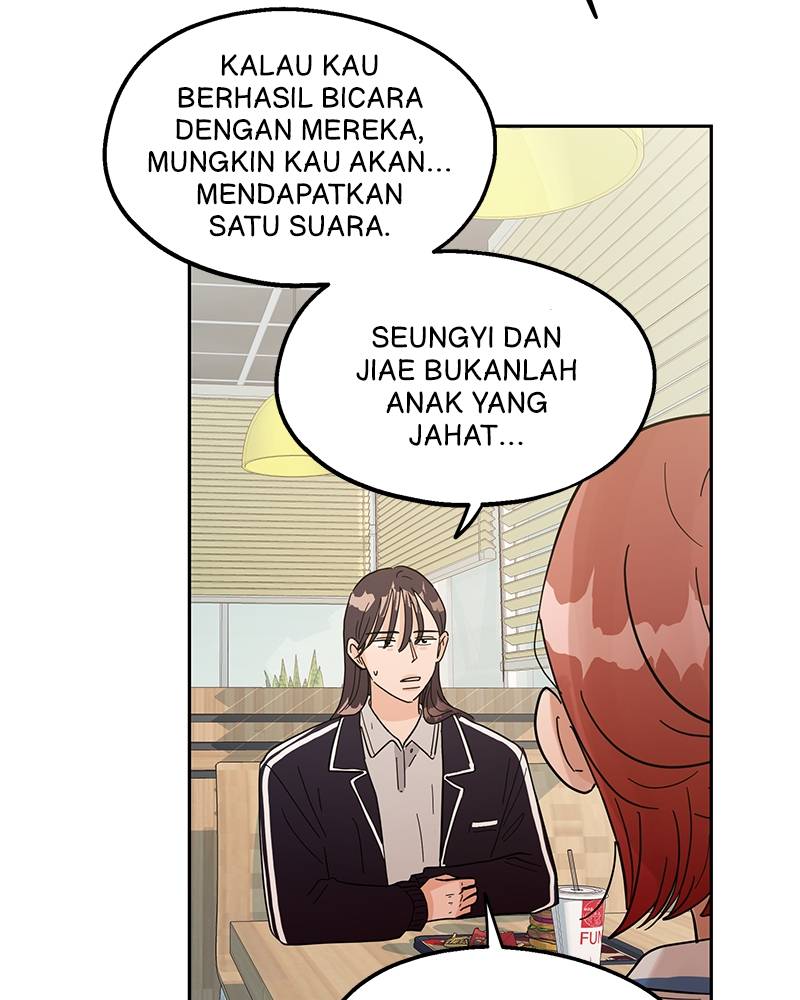 KALAU KAU
BERHASIL BICARA
DENGAN MEREKA,
MUNGKIN KAU AKAN...
MENDAPATKAN
SATU SUARA.
SEUNGYI DAN
JIAE BUKANLAH
ANAK YANG
JAHAT...
FUN